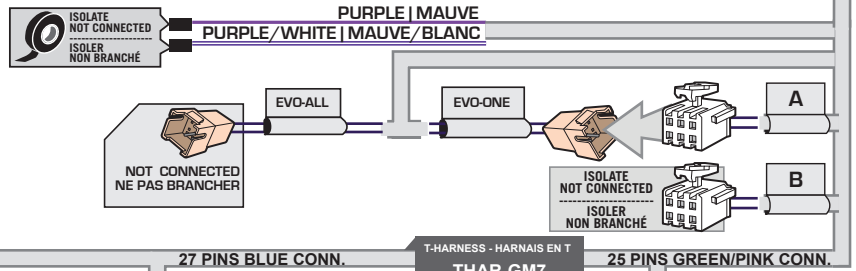 ISOLATE
NOT CONNECTED
ISOLER
NON BRANCHÉ
PURPLE | MAUVE
PURPLE/WHITE | MAUVE/BLANC
EVO-ALL
EVO-ONE
A
NOT CONNECTED
NE PAS BRANCHER
ISOLATE
NOT CONNECTED
ISOLER
NON BRANCHÉ
B
27 PINS BLUE CONN.
T-HARNESS - HARNAIS EN T
THAR-GM7
25 PINS GREEN/PINK CONN.